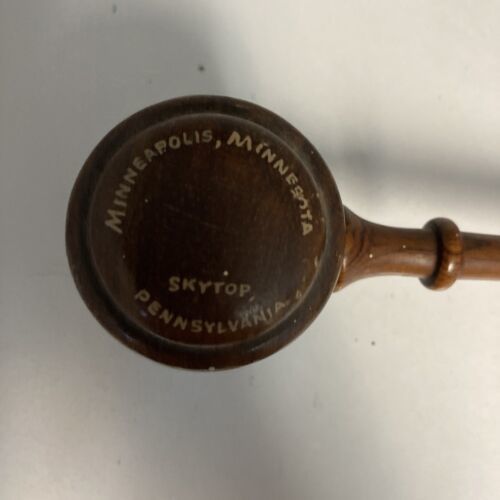 MINNEAPOLIS, MINNESOTA
SKYTOP,
PENNSYLVANIA